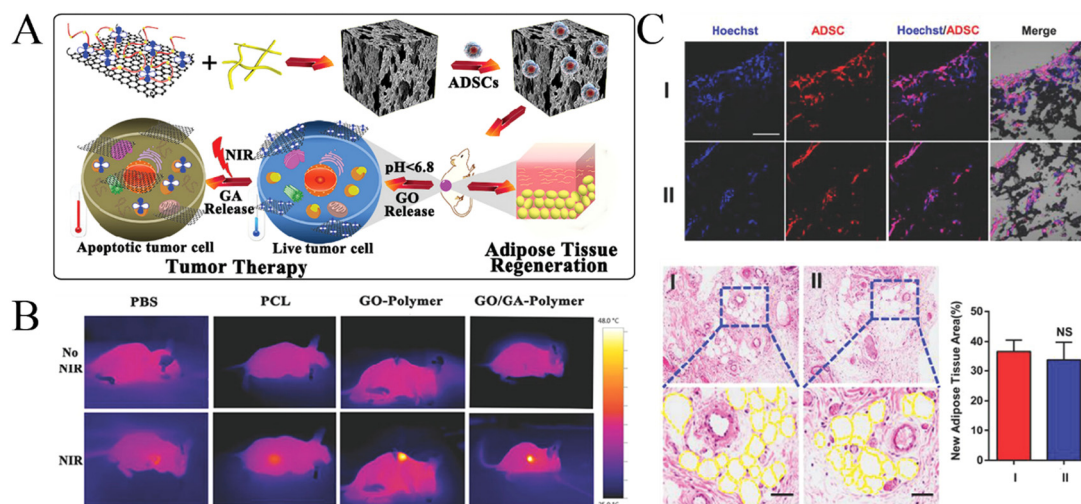 A
+
ADSCs
NIR
GA
Release
pH<6.8
GO
Release
Apoptotic tumor cell
Live tumor cell
Tumor Therapy
Adipose Tissue
Regeneration
B
PBS
PCL
GO-Polymer
GO/GA-Polymer
48.0 °C
No
NIR
NIR
C
Hoechst
ADSC
Hoechst/ADSC
Merge
I
II
I
II
New Adipose Tissue Area(%)
50
40
30
20
10
0
NS
I
II